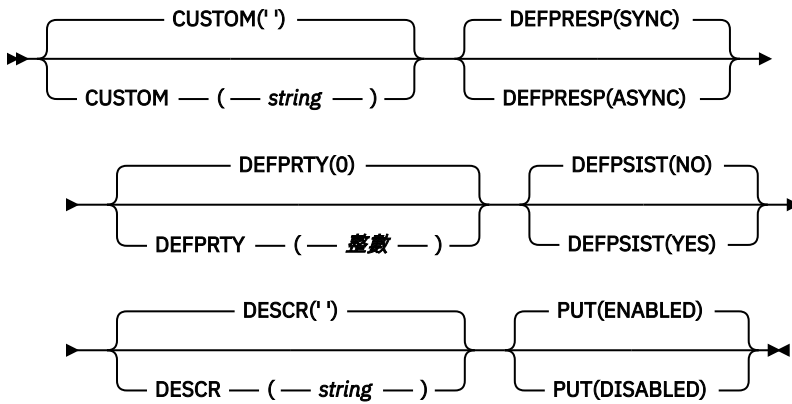 CUSTOM(' ') DEFPRESP(SYNC)
CUSTOM ( string ) DEFPRESP(ASYNC)
DEFPRTY(0) DEFPSIST(NO)
DEFPRTY ( 整數 ) DEFPSIST(YES)
DESCR(' ') PUT(ENABLED)
DESCR ( string ) PUT(DISABLED)